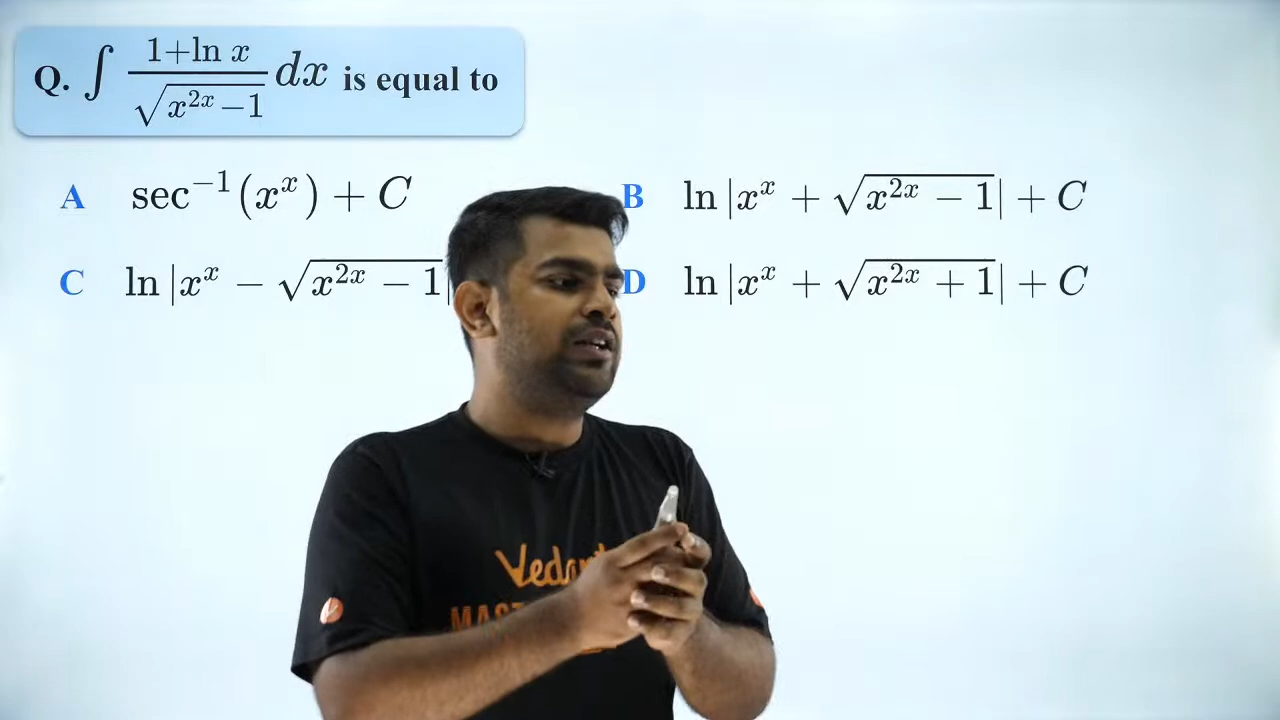 Q. ∫ (1+ln x)/√(x^{2x} −1) dx is equal to
A sec^{−1}(x^x) + C
B ln |x^x + √(x^{2x} − 1)| + C
C ln |x^x − √(x^{2x} − 1)|
D ln |x^x + √(x^{2x} + 1)| + C